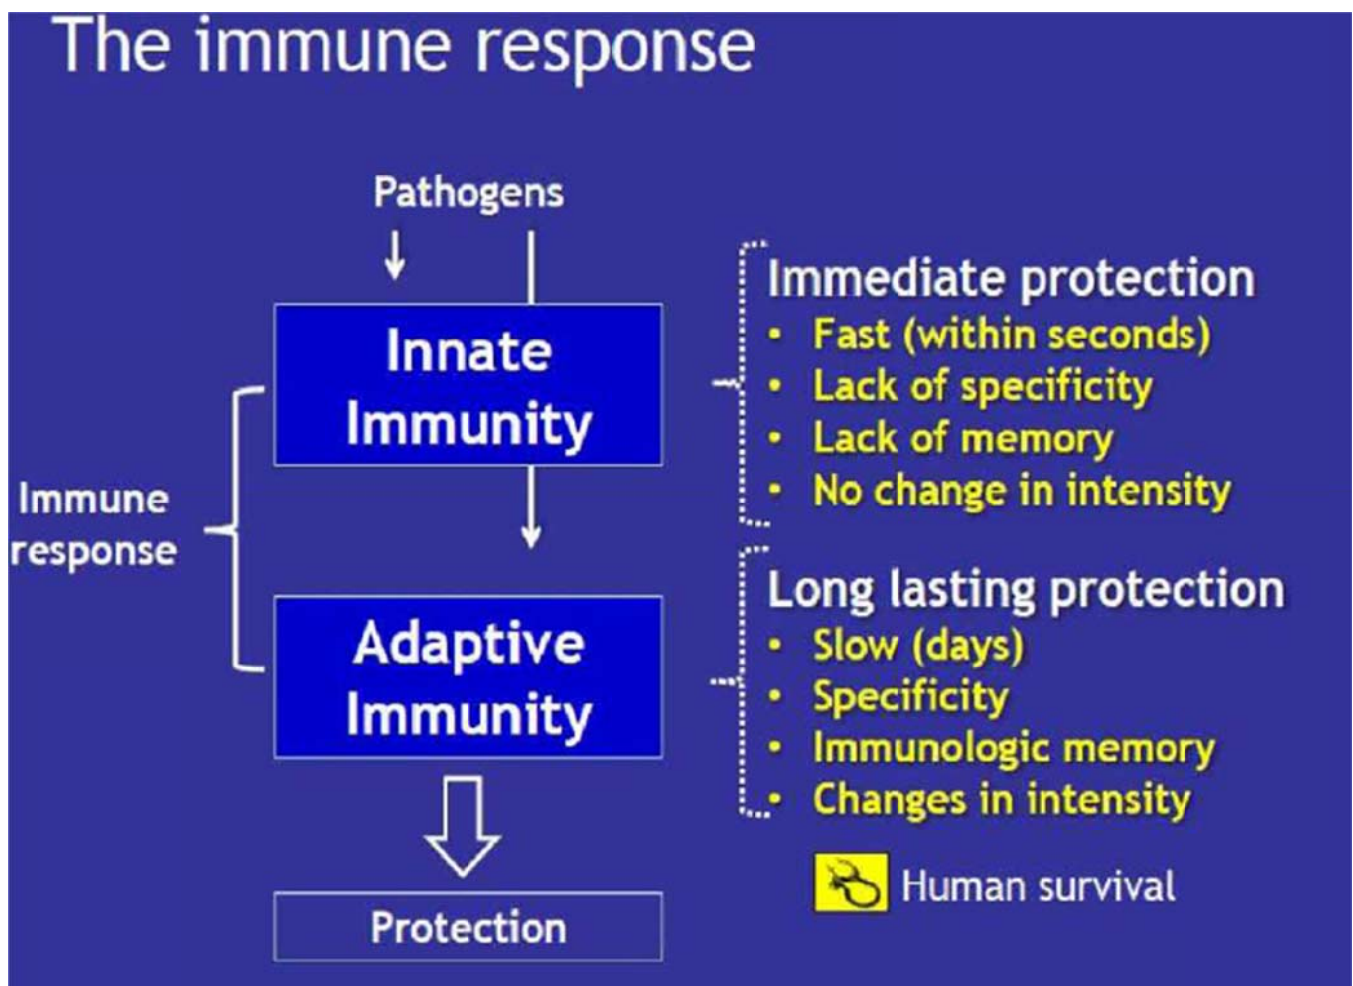 The immune response
Pathogens
Innate
Immunity
Immune
response
Adaptive
Immunity
Protection
Immediate protection
• Fast (within seconds)
• Lack of specificity
• Lack of memory
• No change in intensity
Long lasting protection
• Slow (days)
• Specificity
• Immunologic memory
• Changes in intensity
Human survival